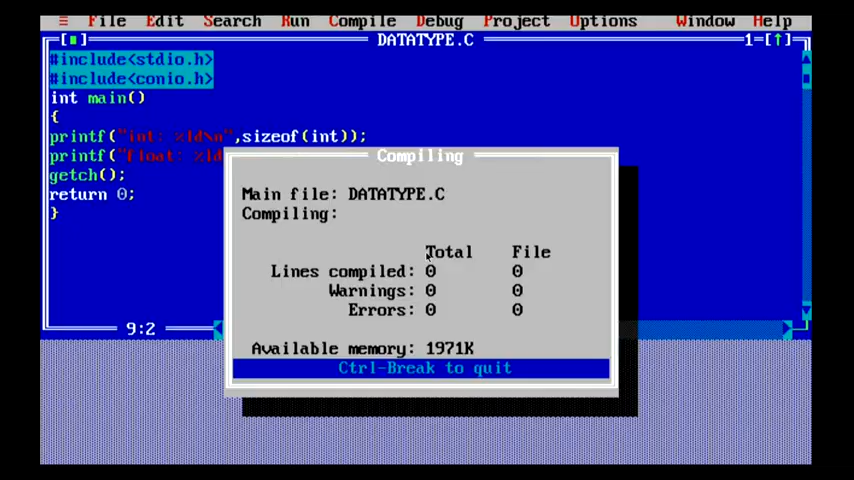 ≡ File Edit Search Run Compile Debug Project Options Window Help
[■] DATATYPE.C 1=[↑]
#include<stdio.h>
#include<conio.h>
int main()
{
printf("int: %ld\n",sizeof(int));
printf("Float: %ld
getch();
return 0;
}
Compiling
Main file: DATATYPE.C
Compiling:
Total File
Lines compiled: 0 0
Warnings: 0 0
Errors: 0 0
Available memory: 1971K
Ctrl-Break to quit
9:2